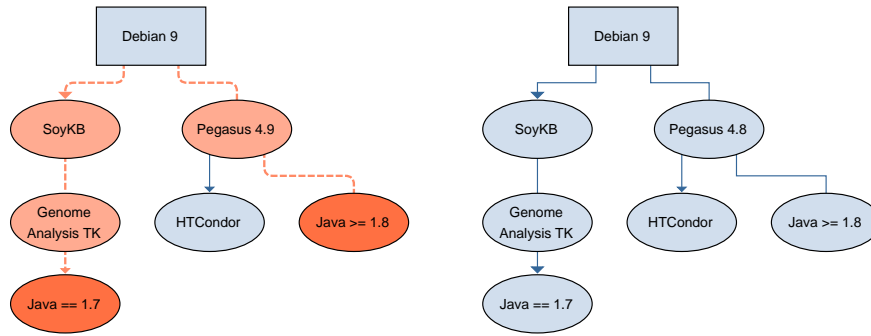 Debian 9
SoyKB
Pegasus 4.9
Genome
Analysis TK
HTCondor
Java >= 1.8
Java == 1.7
Debian 9
SoyKB
Pegasus 4.8
Genome
Analysis TK
HTCondor
Java >= 1.8
Java == 1.7